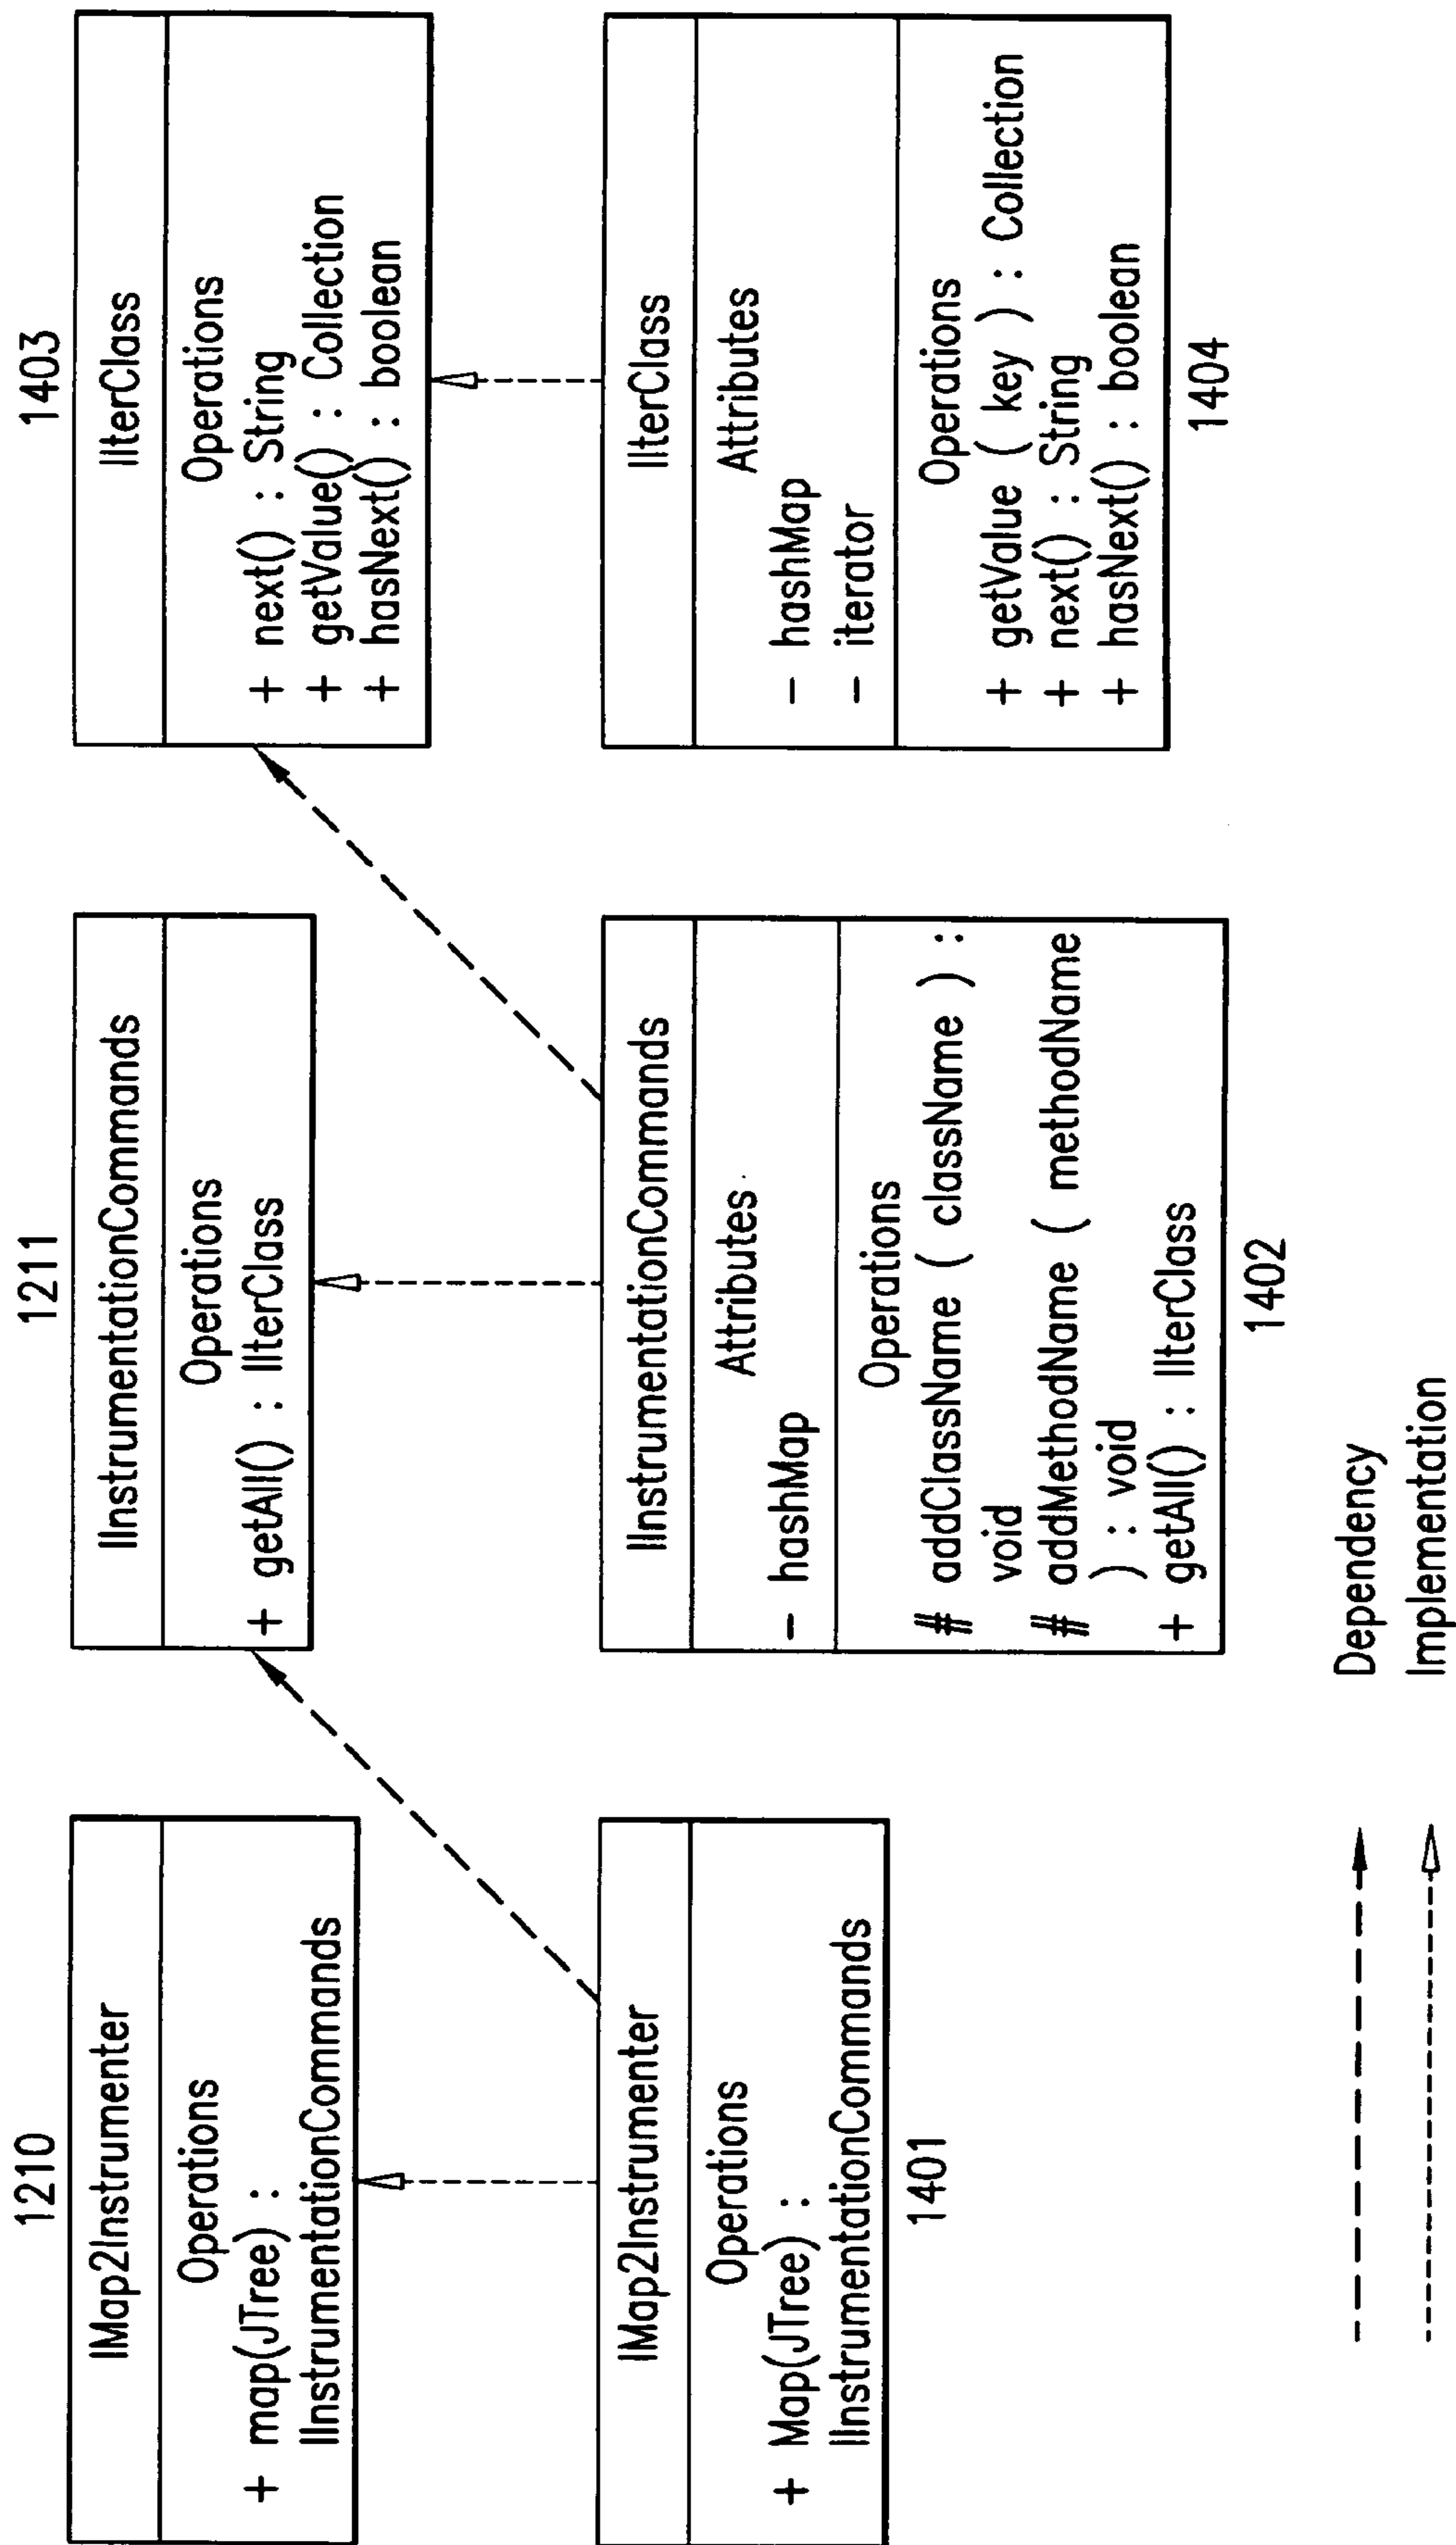 1210
IMap2Instrumenter
Operations
+ map(JTree) :
IInstrumentationCommands
IMap2Instrumenter
Operations
+ Map(JTree) :
IInstrumentationCommands
1401
1211
IInstrumentationCommands
Operations
+ getAll() : IIterClass
IInstrumentationCommands
Attributes
- hashMap
Operations
# addClassName ( className ) :
void
# addMethodName ( methodName
) : void
+ getAll() : IIterClass
1402
1403
IIterClass
Operations
+ next() : String
+ getValue() : Collection
+ hasNext() : boolean
IIterClass
Attributes
- hashMap
- iterator
Operations
+ getValue ( key ) : Collection
+ next() : String
+ hasNext() : boolean
1404
Dependency
Implementation